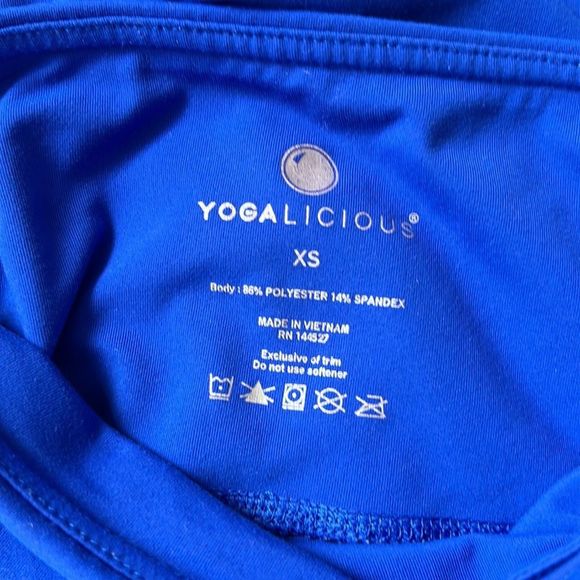 YOGALICIOUS®
XS
Body : 86% POLYESTER 14% SPANDEX
MADE IN VIETNAM
RN 144527
Exclusive of trim
Do not use softener